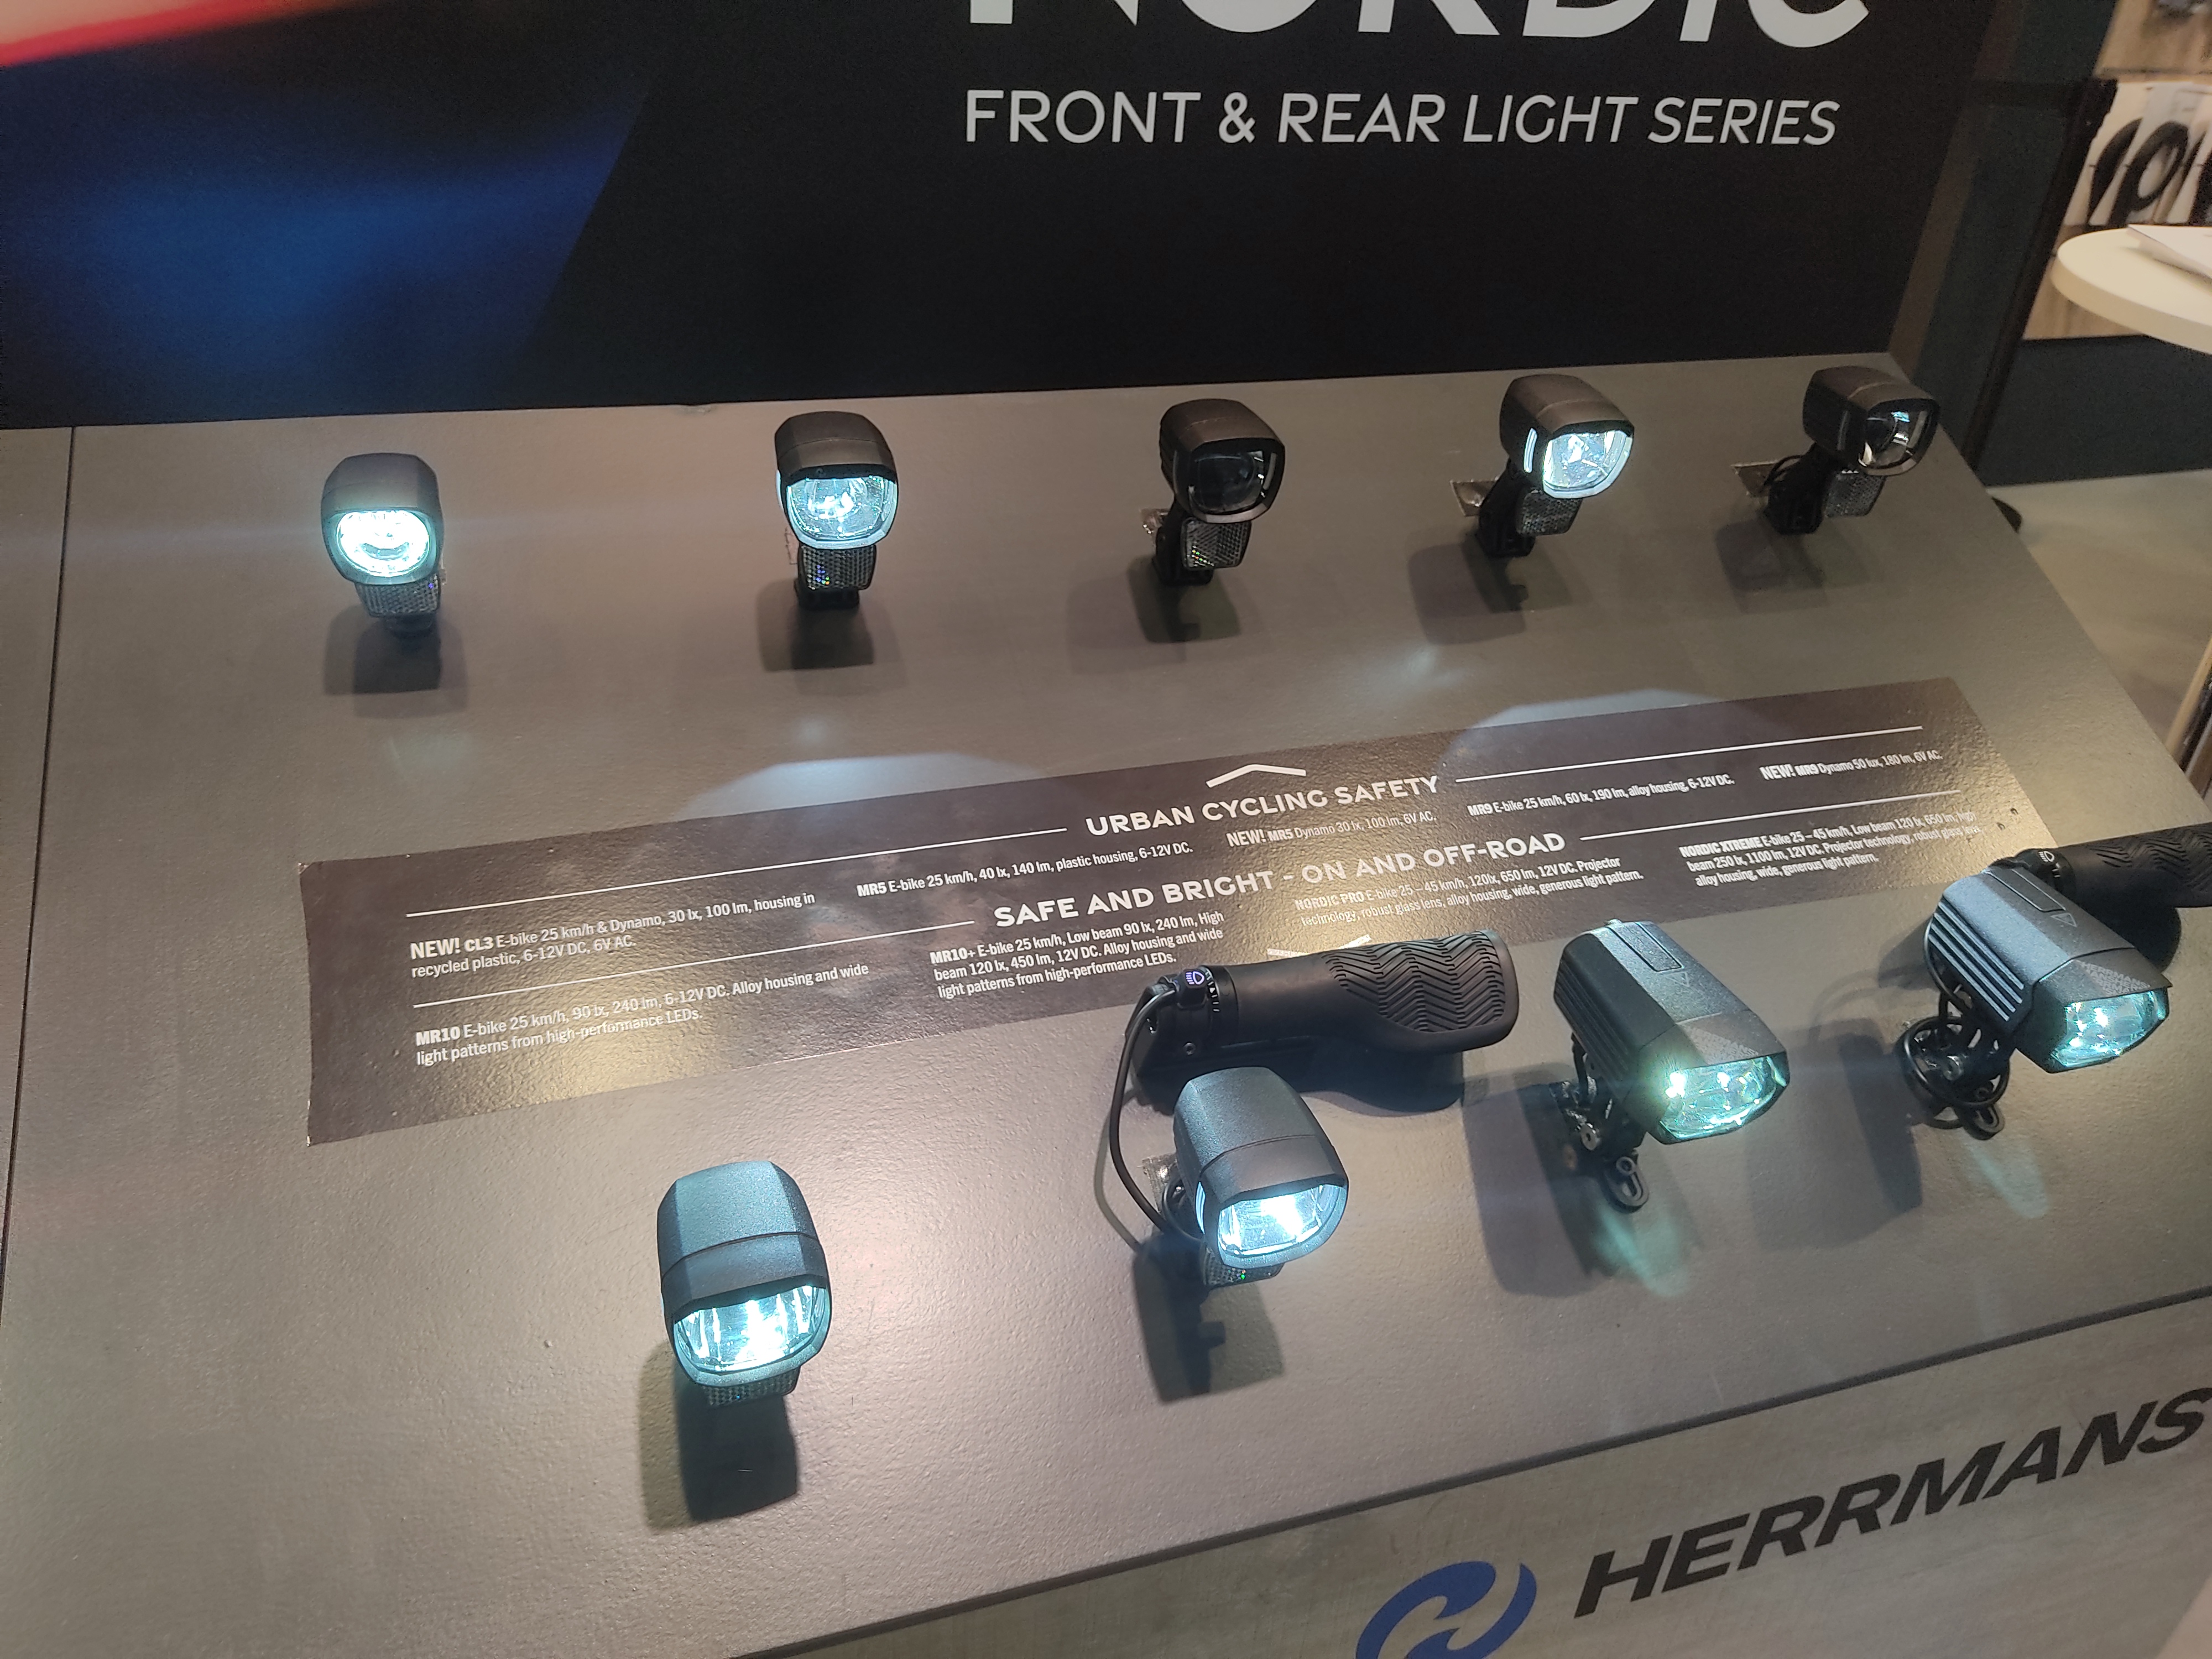 NORDIC
FRONT & REAR LIGHT SERIES
URBAN CYCLING SAFETY
NEW! CL3 E-bike 25 km/h & Dynamo, 30 lx, 100 lm, housing in
recycled plastic, 6-12V DC, 6V AC.
MR5 E-bike 25 km/h, 40 lx, 140 lm, plastic housing, 6-12V DC.
NEW! MR5 Dynamo 30 lx, 100 lm, 6V AC.
MR9 E-bike 25 km/h, 60 lx, 190 lm, alloy housing, 6-12V DC.
NEW! MR9 Dynamo 50 lux, 180 lm, 6V AC.
SAFE AND BRIGHT - ON AND OFF-ROAD
MR10 E-bike 25 km/h, 90 lx, 240 lm, 6-12V DC. Alloy housing and wide
light patterns from high-performance LEDs.
MR10+ E-bike 25 km/h, Low beam 90 lx, 240 lm, High
beam 120 lx, 450 lm, 12V DC. Alloy housing and wide
light patterns from high-performance LEDs.
NORDIC PRO E-bike 25 – 45 km/h, 120lx, 650 lm, 12V DC. Projector
technology, robust glass lens, alloy housing, wide, generous light pattern.
NORDIC XTREME E-bike 25 – 45 km/h, Low beam 120 lx, 650 lm, high
beam 250 lx, 1100 lm, 12V DC. Projector technology, robust glass lens,
alloy housing, wide, generous light pattern.
HERRMANS